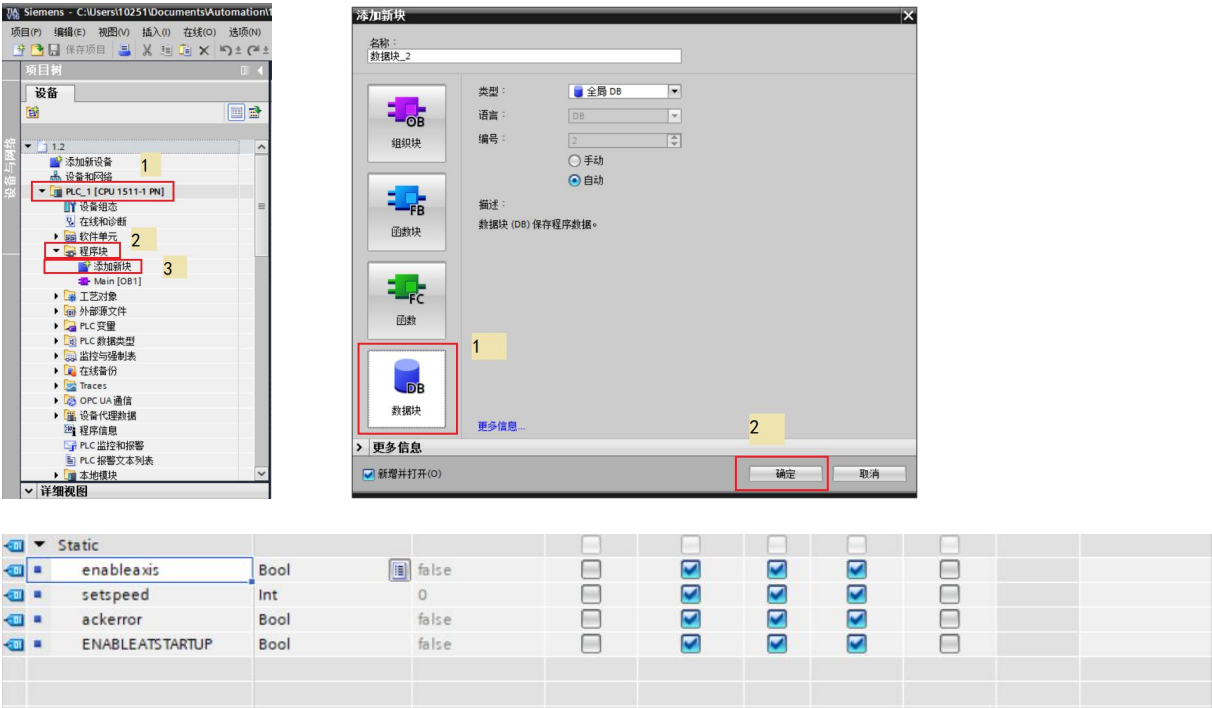 Siemens - C:\Users\10251\Documents\Automation\1
项目(P) 编辑(E) 视图(V) 插入(I) 在线(O) 选项(N)
保存项目
项目树
设备
设备与网络
1.2
添加新设备
1
设备和网络
PLC_1 [CPU 1511-1 PN]
设备组态
在线和诊断
软件单元
2
程序块
添加新块
3
Main [OB1]
工艺对象
外部源文件
PLC 变量
PLC 数据类型
监控与强制表
在线备份
Traces
OPC UA 通信
设备代理数据
程序信息
PLC 监控和报警
PLC 报警文本列表
本地模块
详细视图
添加新块
名称:
数据块_2
OB
组织块
FB
函数块
FC
函数
DB
数据块
类型:
全局 DB
语言:
DB
编号:
2
手动
自动
描述:
数据块 (DB) 保存程序数据。
1
更多信息...
2
更多信息
新增并打开(O)
确定
取消
Static
enableaxis Bool false
setspeed Int 0
ackerror Bool false
ENABLEATSTARTUP Bool false